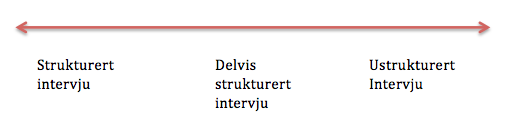 Strukturert
intervju
Delvis
strukturert
intervju
Ustrukturert
Intervju